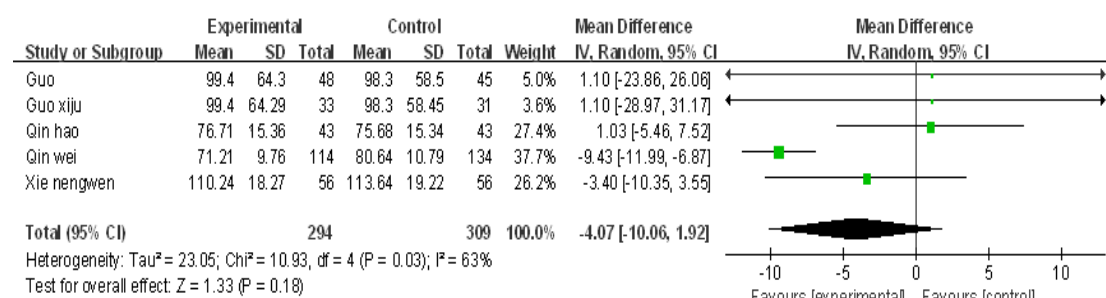 Experimental Control Mean Difference Mean Difference
Study or Subgroup Mean SD Total Mean SD Total Weight IV, Random, 95% CI IV, Random, 95% CI
Guo 99.4 64.3 48 98.3 58.5 45 5.0% 1.10 [-23.86, 26.06]
Guo xiju 99.4 64.29 33 98.3 58.45 31 3.6% 1.10 [-28.97, 31.17]
Qin hao 76.71 15.36 43 75.68 15.34 43 27.4% 1.03 [-5.46, 7.52]
Qin wei 71.21 9.76 114 80.64 10.79 134 37.7% -9.43 [-11.99, -6.87]
Xie nengwen 110.24 18.27 56 113.64 19.22 56 26.2% -3.40 [-10.35, 3.55]
Total (95% CI) 294 309 100.0% -4.07 [-10.06, 1.92]
Heterogeneity: Tau² = 23.05; Chi² = 10.93, df = 4 (P = 0.03); I² = 63%
Test for overall effect: Z = 1.33 (P = 0.18)
-10 -5 0 5 10
Favours [experimental] Favours [control]